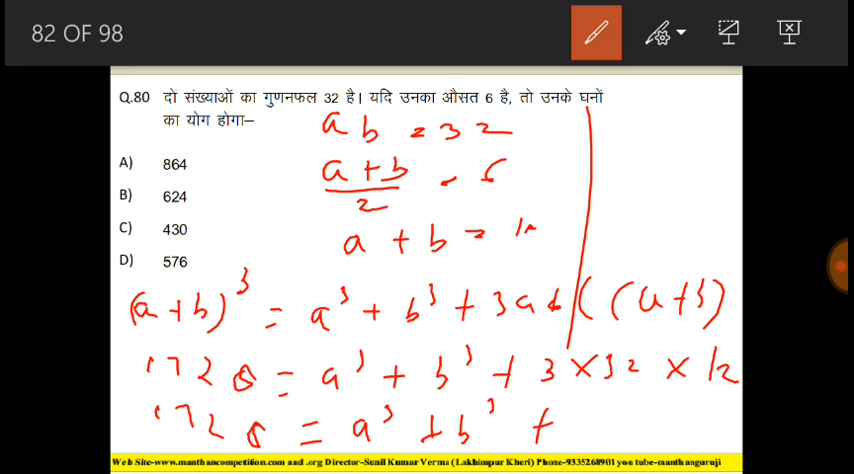 82 OF 98
Q.80 दो संख्याओं का गुणनफल 32 है। यदि उनका औसत 6 है, तो उनके घनों
का योग होगा–
ab = 32
A) 864
a + b / 2 = 6
B) 624
C) 430
a + b = 12
D) 576
(a+b)³ = a³ + b³ + 3ab ( (a+b)
1728 = a³ + b³ + 3 × 32 × 12
1728 = a³ + b³ +
Web Site-www.manthancompetition.com and .org Director-Sunil Kumar Verma (Lakhimpur Kheri) Phone-9335268901 you tube-manthanguruji